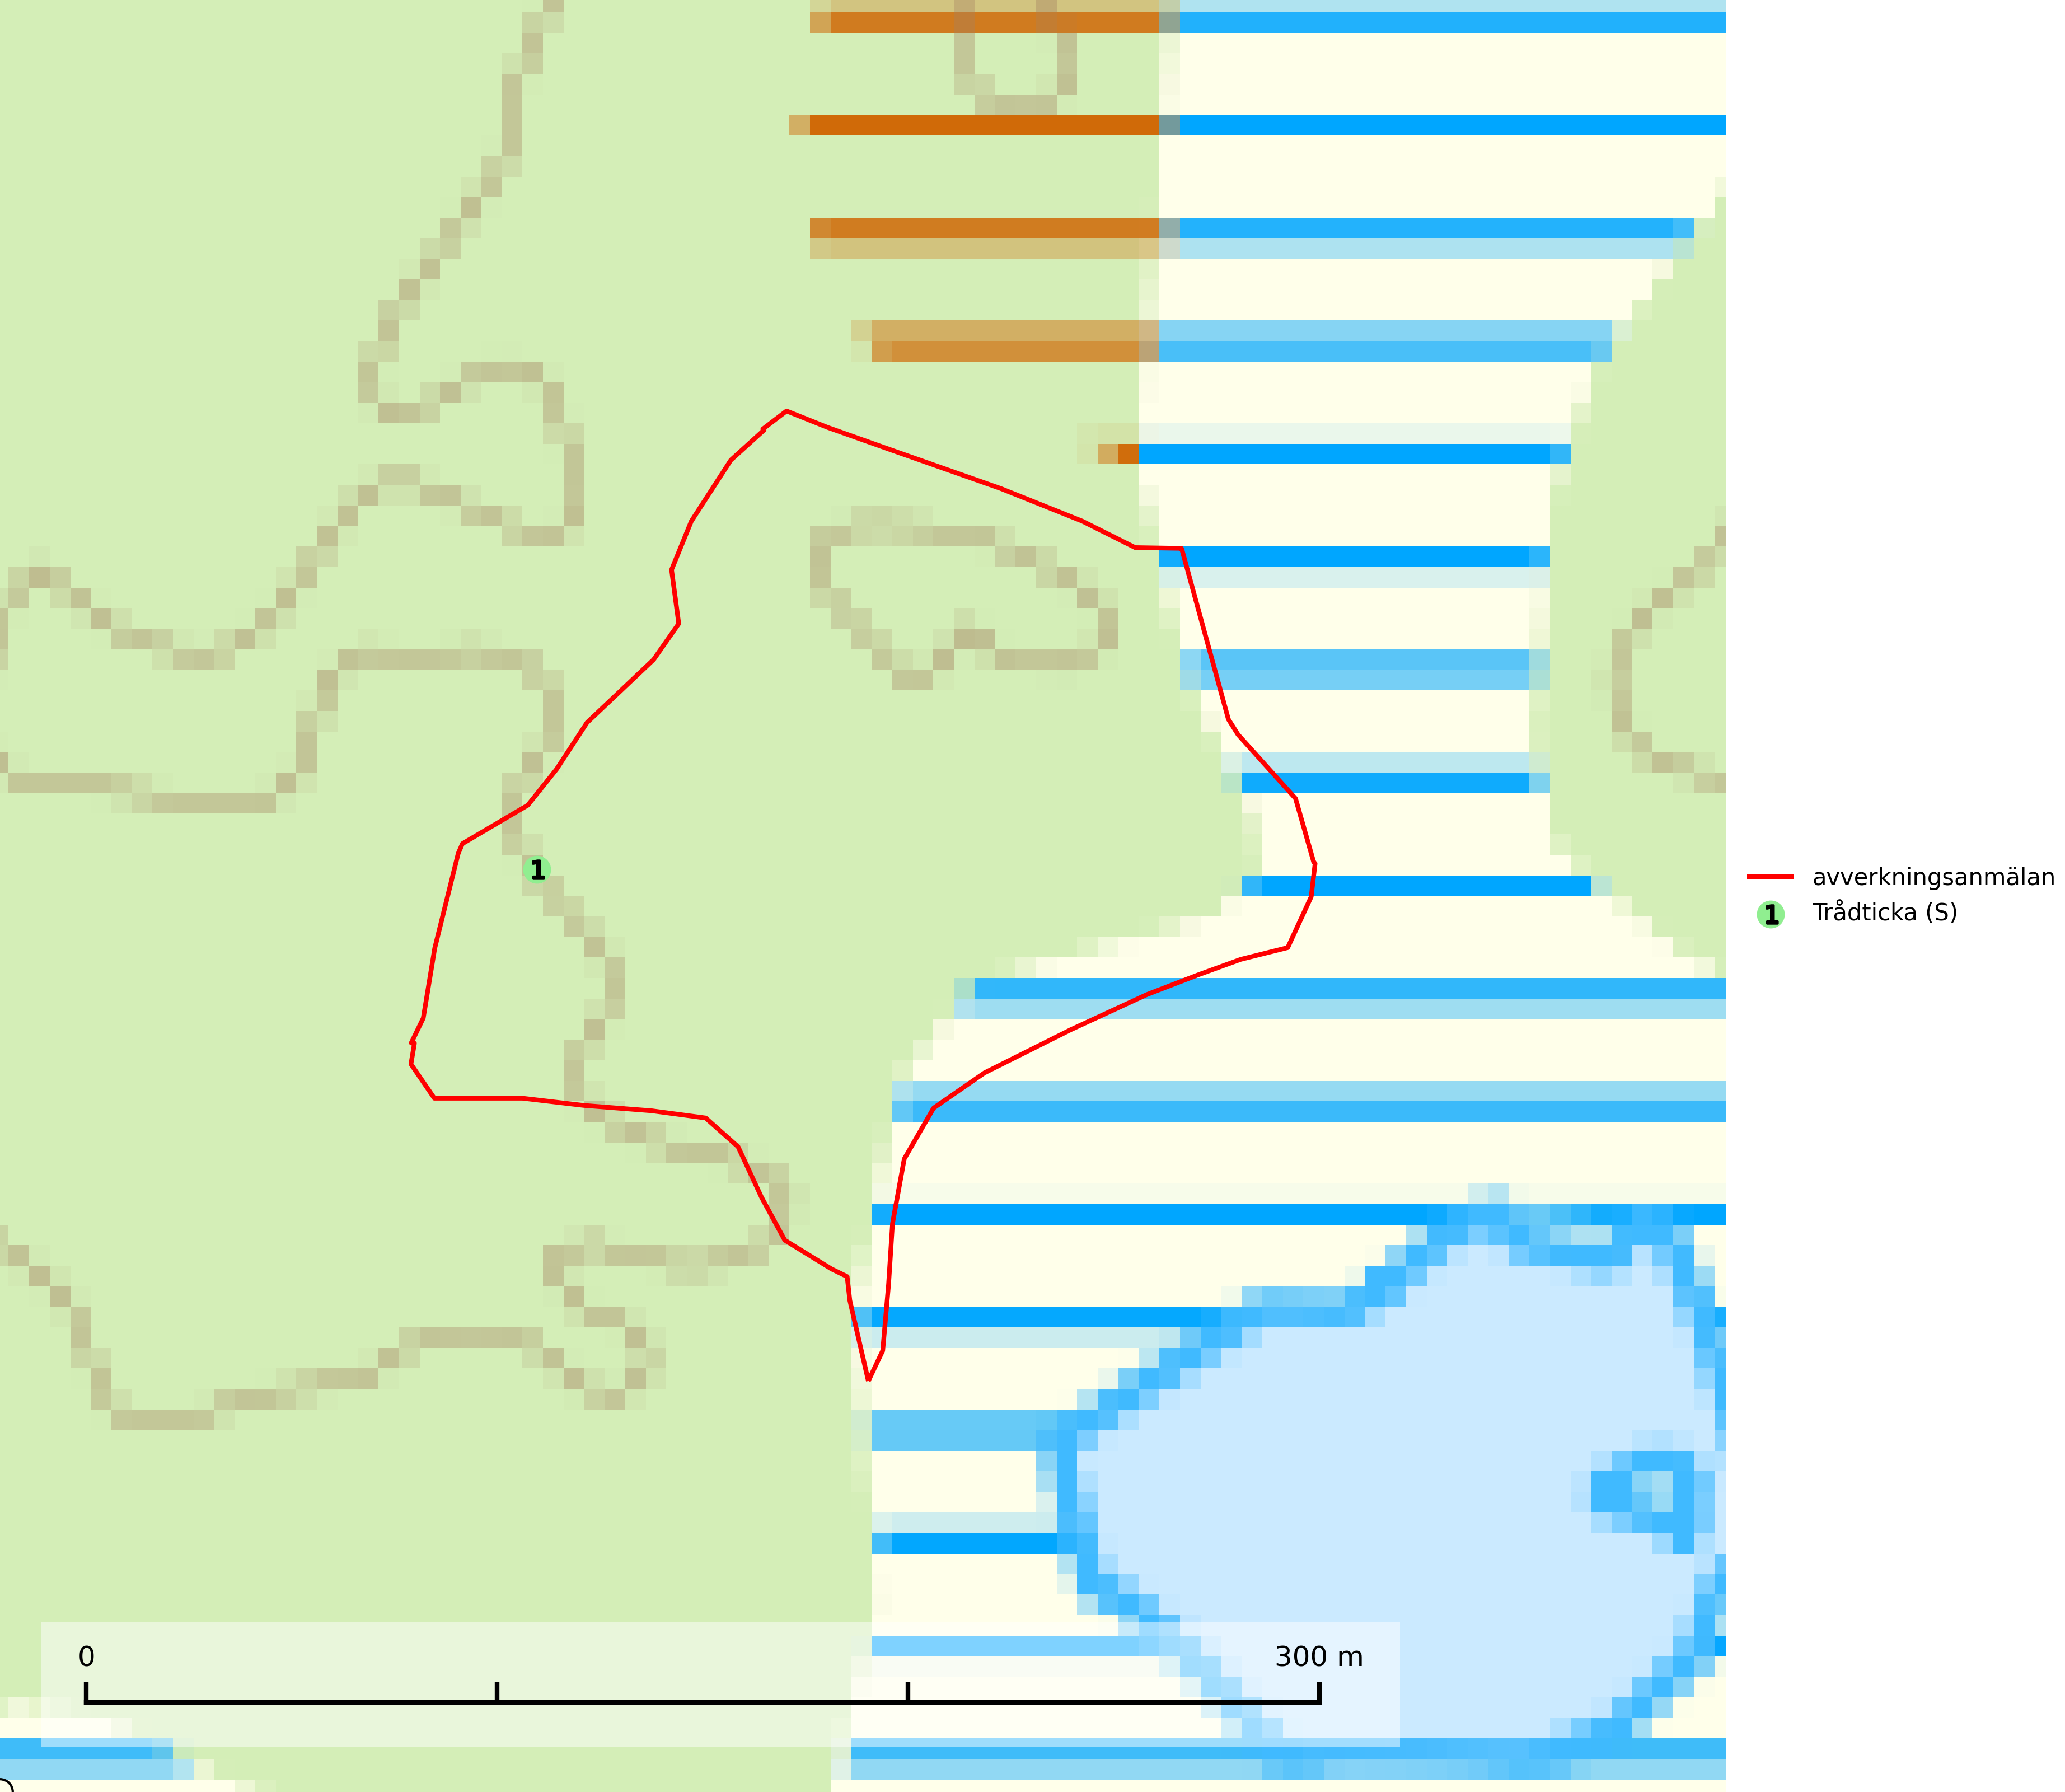 1
avverkningsanmälan
1 Trådticka (S)
0 300 m